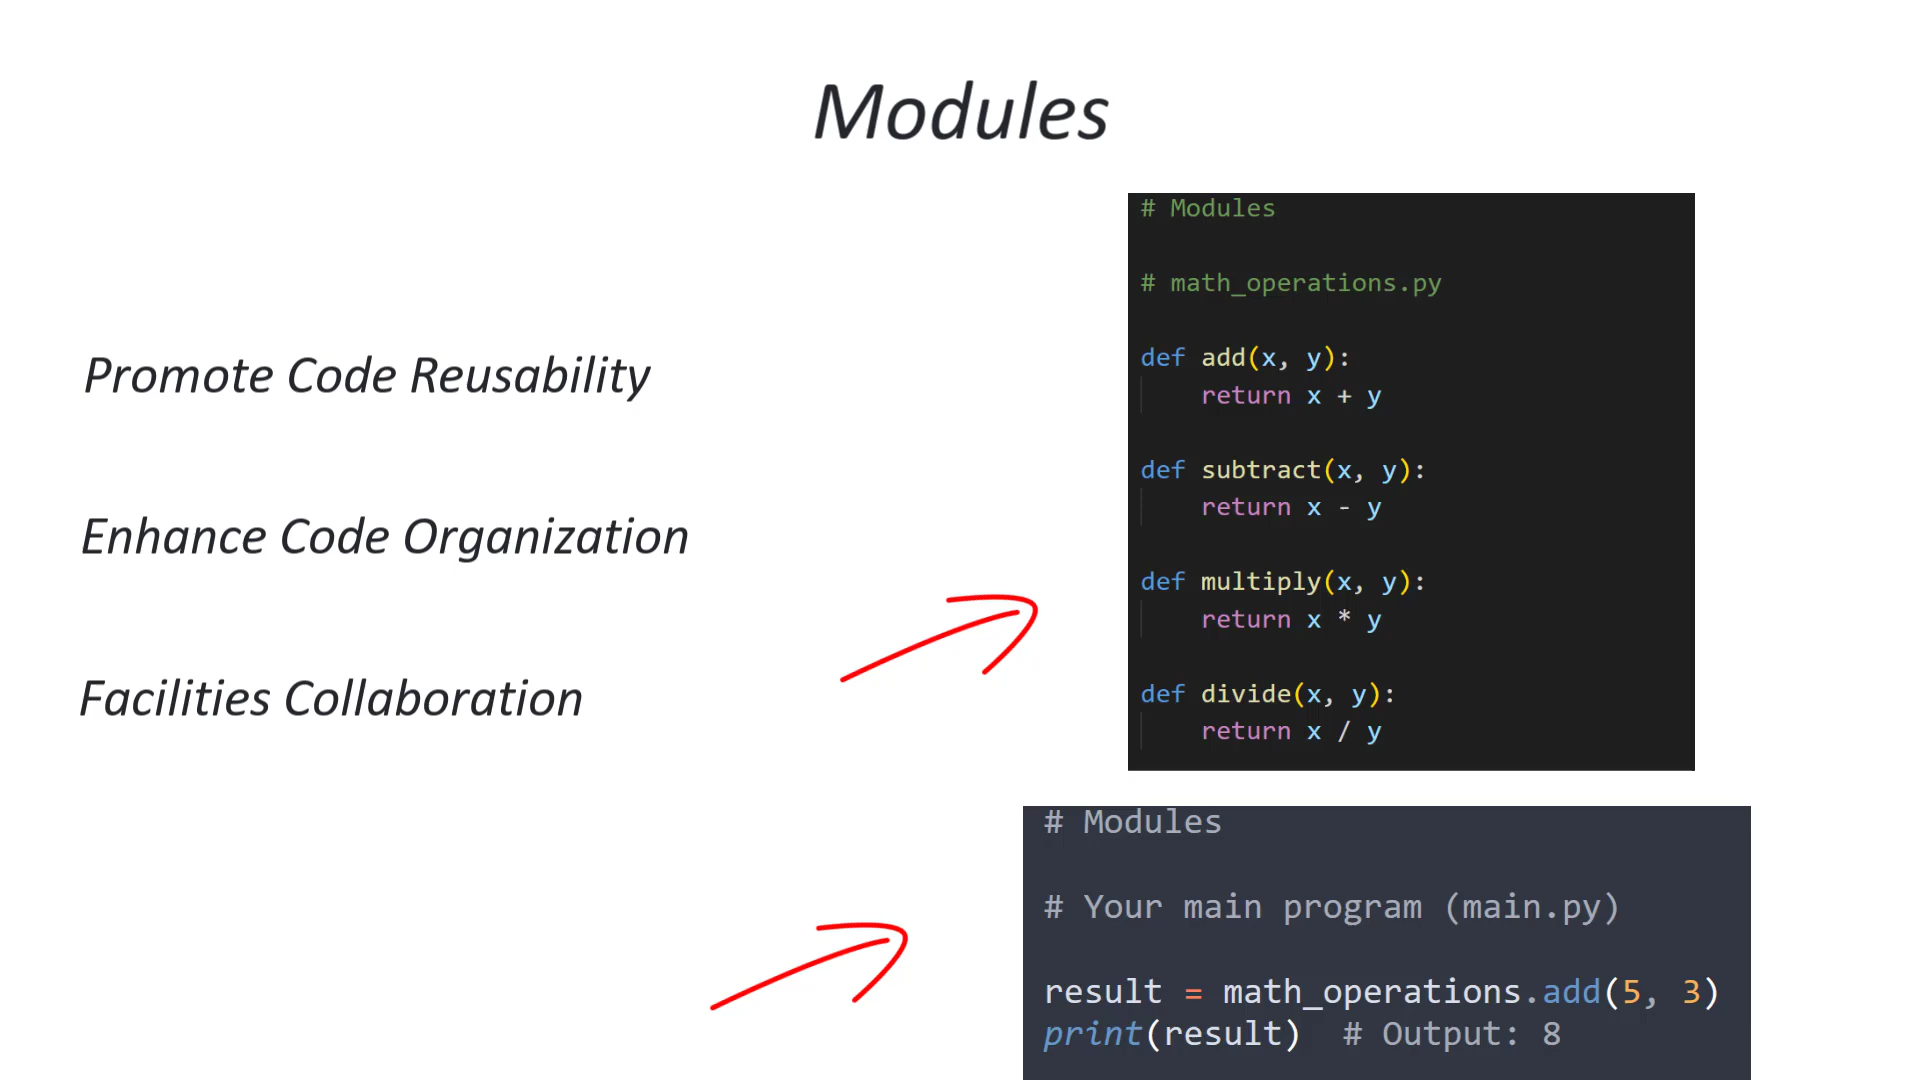 Modules
Promote Code Reusability
Enhance Code Organization
Facilities Collaboration
# Modules
# math_operations.py
def add(x, y):
    return x + y
def subtract(x, y):
    return x - y
def multiply(x, y):
    return x * y
def divide(x, y):
    return x / y
# Modules
# Your main program (main.py)
result = math_operations.add(5, 3)
print(result)  # Output: 8